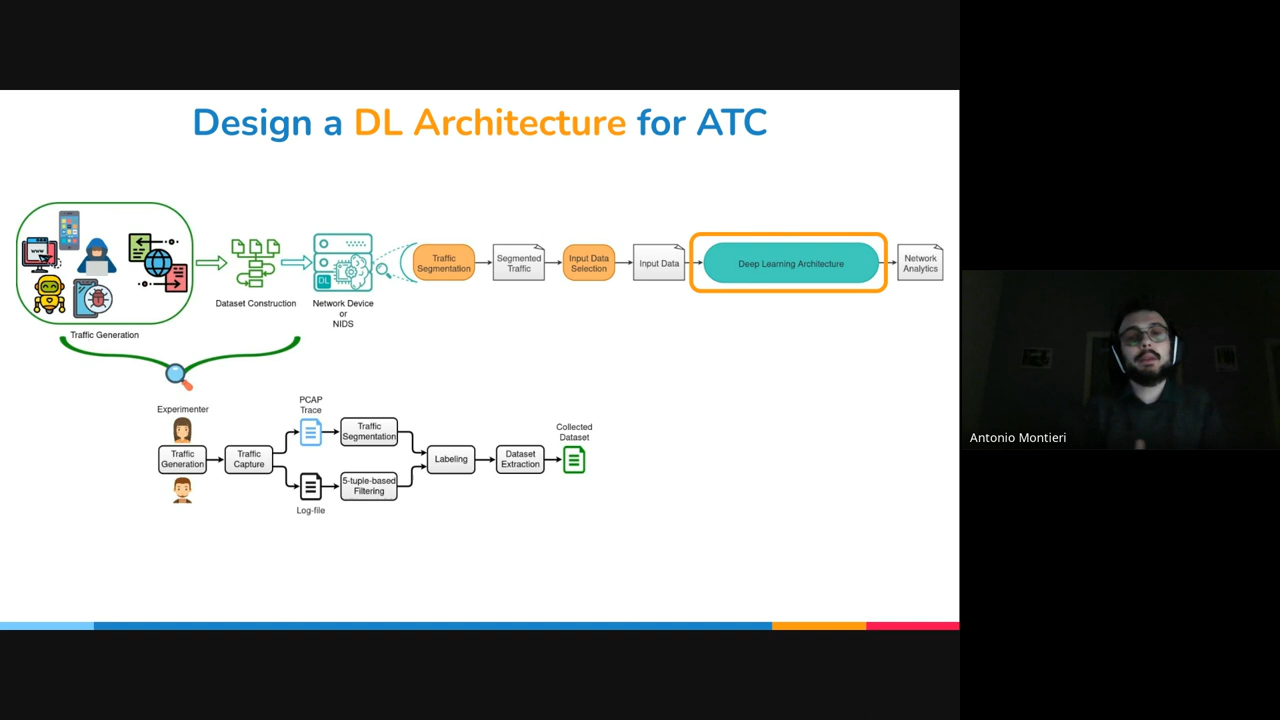 Design a DL Architecture for ATC
www
DL
Traffic
Segmentation
Segmented
Traffic
Input Data
Selection
Input Data
Deep Learning Architecture
Network
Analytics
Dataset Construction
Network Device
or
NIDS
Traffic Generation
Experimenter
Traffic
Generation
Traffic
Capture
PCAP
Trace
Traffic
Segmentation
Log-file
5-tuple-based
Filtering
Labeling
Dataset
Extraction
Collected
Dataset
Antonio Montieri